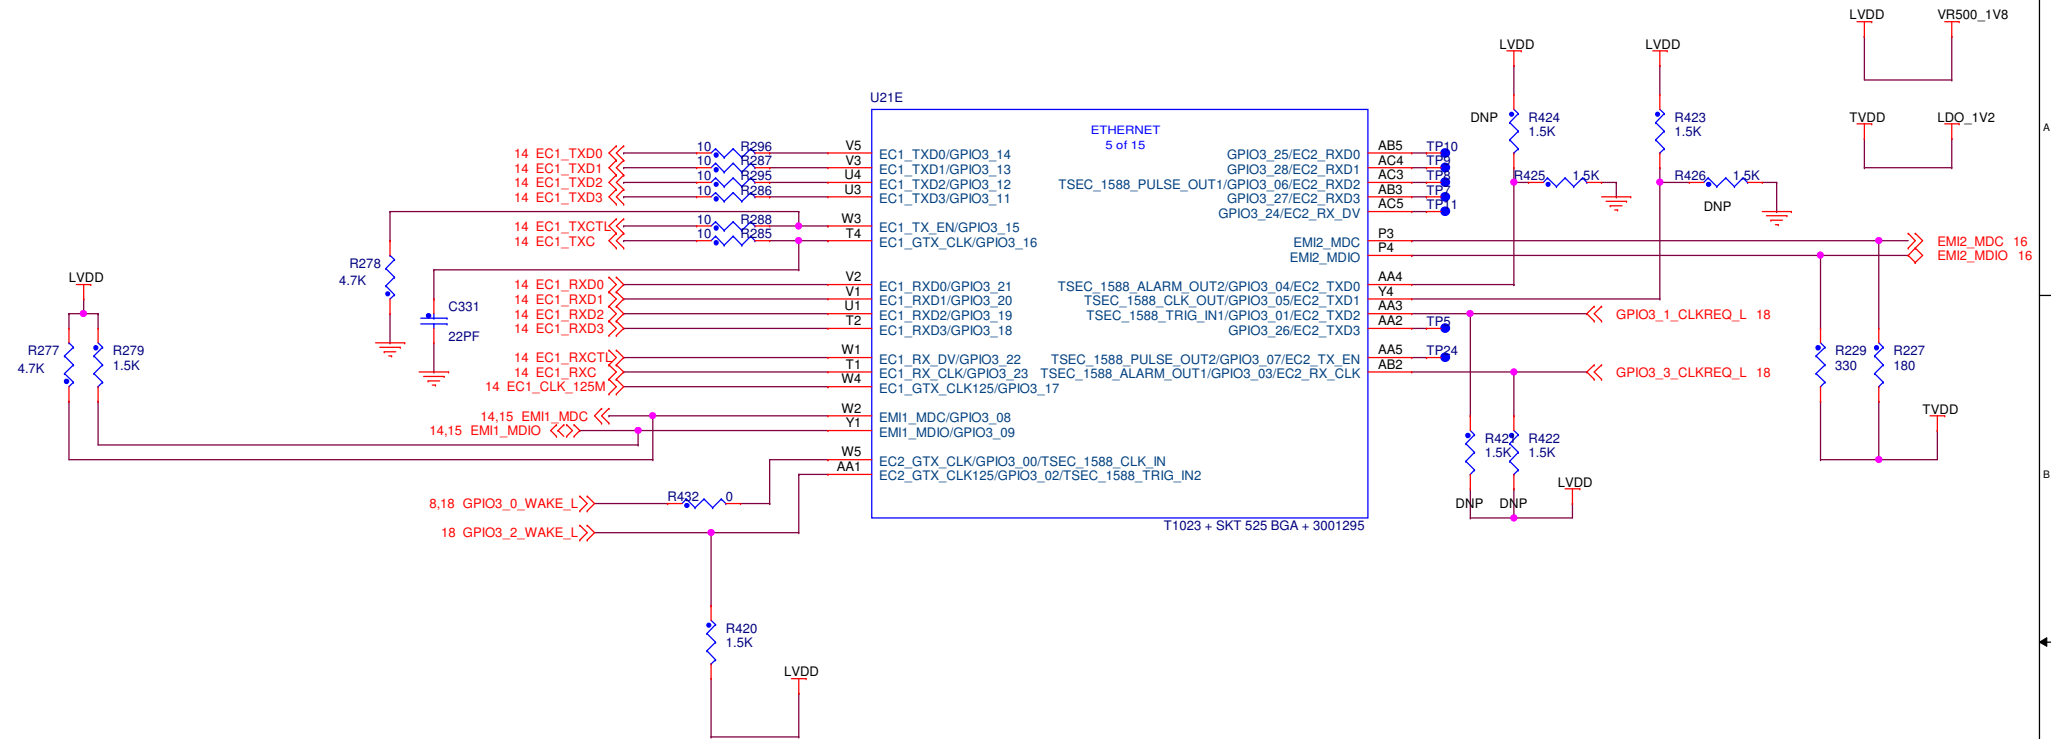 LVDD VR500_1V8
LVDD LVDD
U21E
DNP R424 1.5K
R423 1.5K
TVDD LDO_1V2
A
ETHERNET
5 of 15
14 EC1_TXD0 10 R296 V5 EC1_TXD0/GPIO3_14
14 EC1_TXD1 10 R287 V3 EC1_TXD1/GPIO3_13
14 EC1_TXD2 10 R295 U4 EC1_TXD2/GPIO3_12
14 EC1_TXD3 10 R286 U3 EC1_TXD3/GPIO3_11
14 EC1_TXCTL 10 R288 W3 EC1_TX_EN/GPIO3_15
14 EC1_TXC 10 R285 T4 EC1_GTX_CLK/GPIO3_16
R278
4.7K
C331
22PF
14 EC1_RXD0 V2 EC1_RXD0/GPIO3_21
14 EC1_RXD1 V1 EC1_RXD1/GPIO3_20
14 EC1_RXD2 U1 EC1_RXD2/GPIO3_19
14 EC1_RXD3 T2 EC1_RXD3/GPIO3_18
14 EC1_RXCTL W1 EC1_RX_DV/GPIO3_22
14 EC1_RXC T1 EC1_RX_CLK/GPIO3_23
14 EC1_CLK_125M W4 EC1_GTX_CLK125/GPIO3_17
LVDD
R277
4.7K
R279
1.5K
14,15 EMI1_MDC W2 EMI1_MDC/GPIO3_08
14,15 EMI1_MDIO Y1 EMI1_MDIO/GPIO3_09
W5 EC2_GTX_CLK/GPIO3_00/TSEC_1588_CLK_IN
AA1 EC2_GTX_CLK125/GPIO3_02/TSEC_1588_TRIG_IN2
8,18 GPIO3_0_WAKE_L R432 0
18 GPIO3_2_WAKE_L
R420
1.5K
LVDD
GPIO3_25/EC2_RXD0 AB5 TP10
GPIO3_28/EC2_RXD1 AC4 TP9
TSEC_1588_PULSE_OUT1/GPIO3_06/EC2_RXD2 AC3 TP8
GPIO3_27/EC2_RXD3 AB3 TP7
GPIO3_24/EC2_RX_DV AC5 TP11
R425 1.5K
R426 1.5K
DNP
EMI2_MDC P3 EMI2_MDC 16
EMI2_MDIO P4 EMI2_MDIO 16
TSEC_1588_ALARM_OUT2/GPIO3_04/EC2_TXD0 AA4
TSEC_1588_CLK_OUT/GPIO3_05/EC2_TXD1 Y4
TSEC_1588_TRIG_IN1/GPIO3_01/EC2_TXD2 AA3 GPIO3_1_CLKREQ_L 18
GPIO3_26/EC2_TXD3 AA2 TP5
TSEC_1588_PULSE_OUT2/GPIO3_07/EC2_TX_EN AA5 TP24
TSEC_1588_ALARM_OUT1/GPIO3_03/EC2_RX_CLK AB2 GPIO3_3_CLKREQ_L 18
R229
330
R227
180
TVDD
1.5K
R422
1.5K
DNP DNP
LVDD
B
T1023 + SKT 525 BGA + 3001295